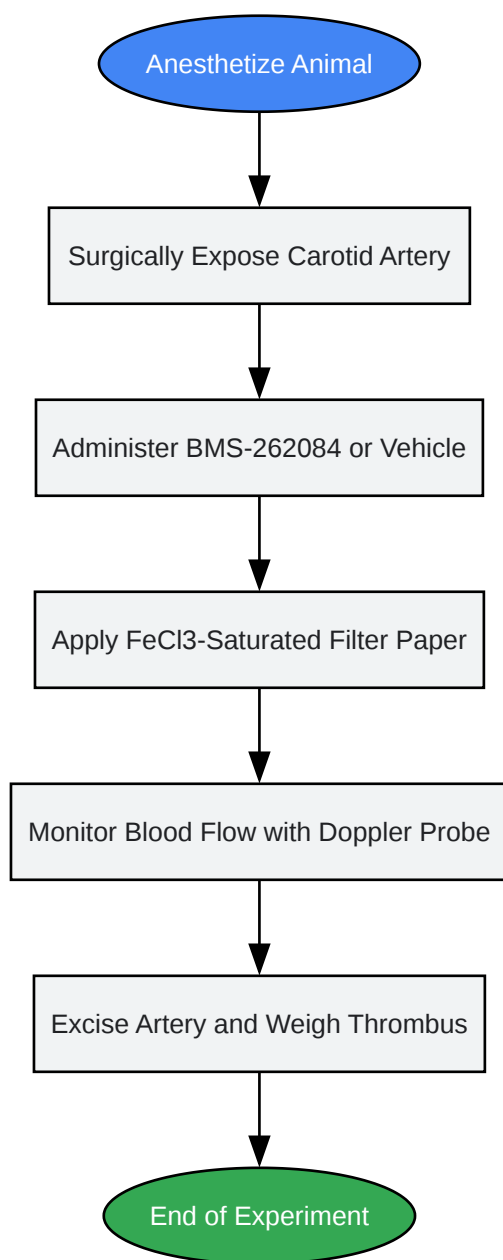 Anesthetize Animal
Surgically Expose Carotid Artery
Administer BMS-262084 or Vehicle
Apply FeCl3-Saturated Filter Paper
Monitor Blood Flow with Doppler Probe
Excise Artery and Weigh Thrombus
End of Experiment